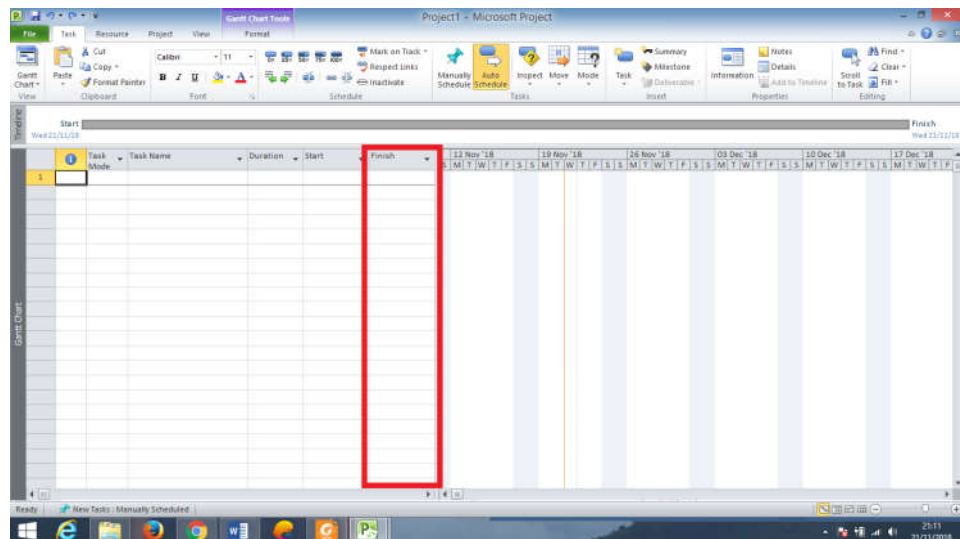 Gantt Chart Tools
Project1 - Microsoft Project
File Task Resource Project View Format
Cut
Copy
Format Painter
Gantt Chart
Paste
Calibri 11
B I U A
Mark on Track
Respect Links
Inactivate
Manually Schedule
Auto Schedule
Inspect Move Mode
Task
Summary
Milestone
Deliverable
Information
Notes
Details
Add to Timeline
Scroll to Task
Find
Clear
Fill
View Clipboard Font Schedule Tasks Insert Properties Editing
Timeline
Start
Wed 21/11/18
Finish
Wed 21/11/18
Task Mode Task Name Duration Start Finish
12 Nov '18 19 Nov '18 26 Nov '18 03 Dec '18 10 Dec '18 17 Dec '18
S M T W T F S S M T W T F S S M T W T F S S M T W T F S S M T W T F S S M T W T F
1
Gantt Chart
Ready New Tasks : Manually Scheduled
21:11
21/11/2018